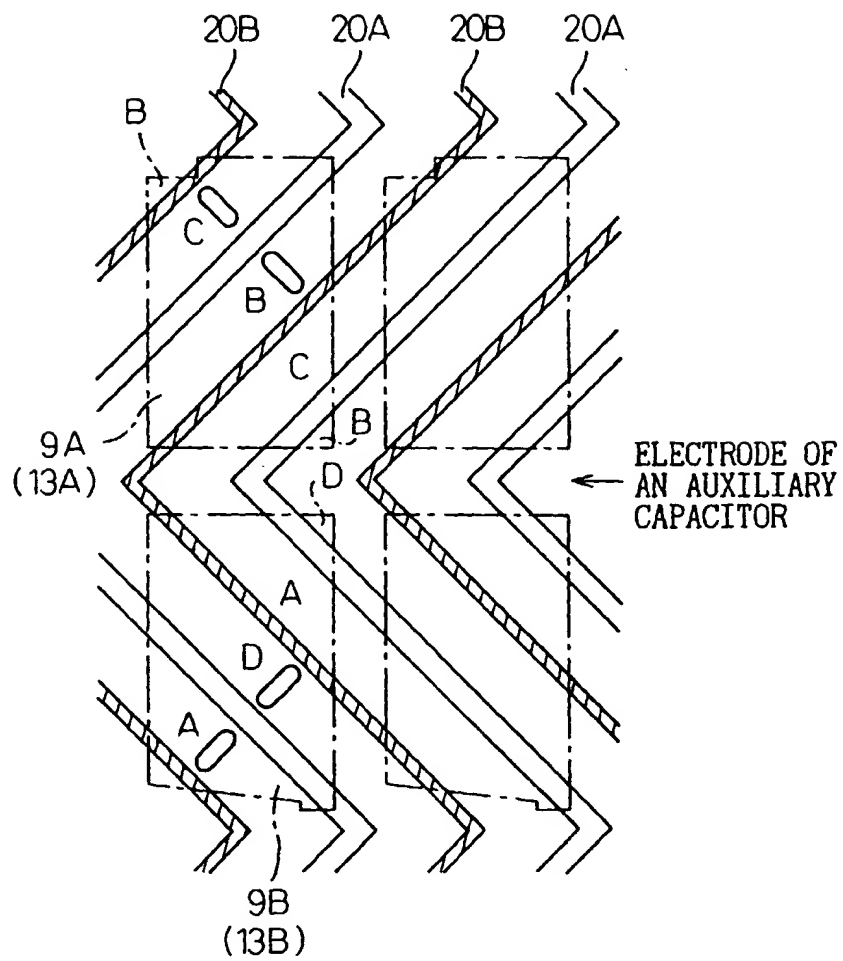 20B 20A 20B 20A
B
C
B
C
9A
(13A)
B
D
ELECTRODE OF
AN AUXILIARY
CAPACITOR
A
D
A
9B
(13B)